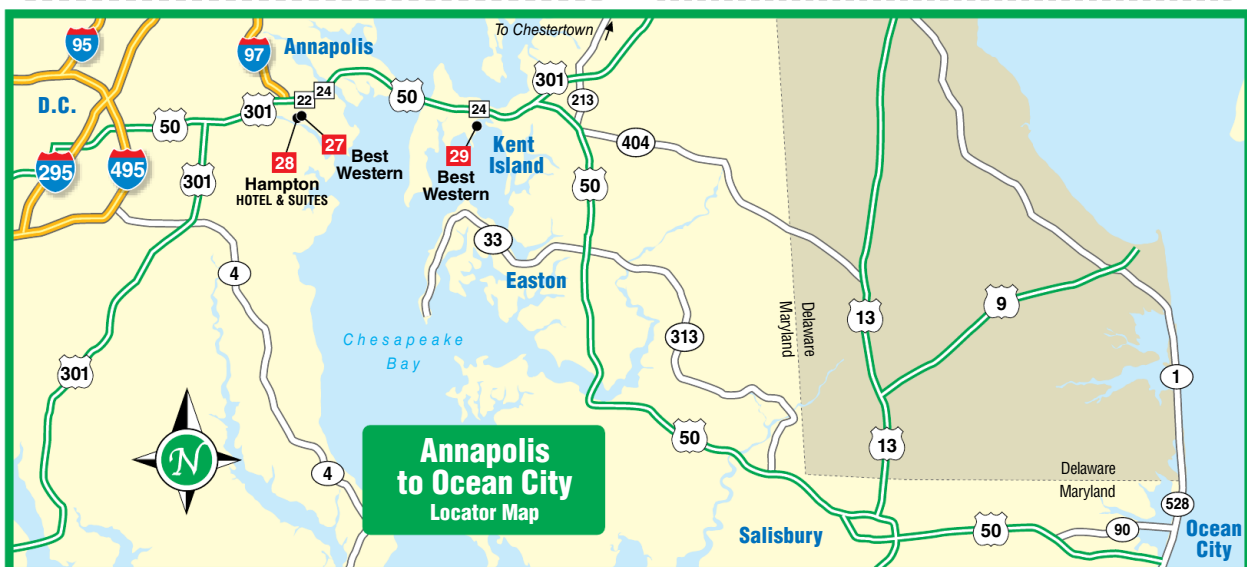 To Chestertown
95
97
Annapolis
D.C.
50
301
22
24
50
24
301
213
295
495
301
28
Hampton
HOTEL & SUITES
27
Best
Western
29
Best
Western
Kent
Island
404
50
4
33
Easton
313
Maryland
Delaware
13
9
1
301
Chesapeake
Bay
N
4
Annapolis
to Ocean City
Locator Map
50
13
Delaware
Maryland
528
Salisbury
50
90
Ocean
City